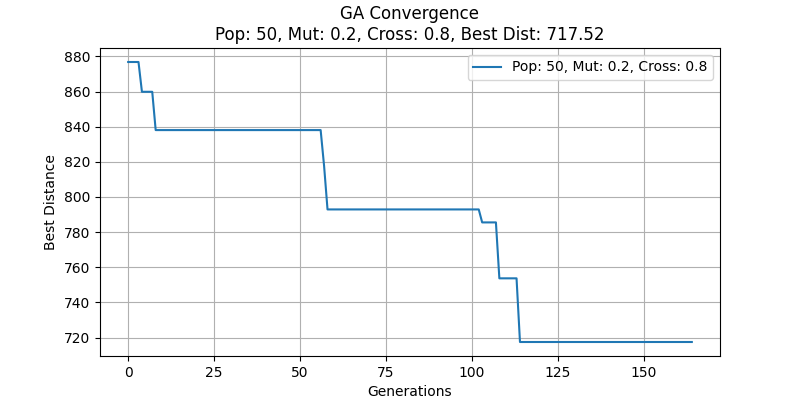 GA Convergence
Pop: 50, Mut: 0.2, Cross: 0.8, Best Dist: 717.52
Pop: 50, Mut: 0.2, Cross: 0.8
Best Distance
880
860
840
820
800
780
760
740
720
0 25 50 75 100 125 150
Generations